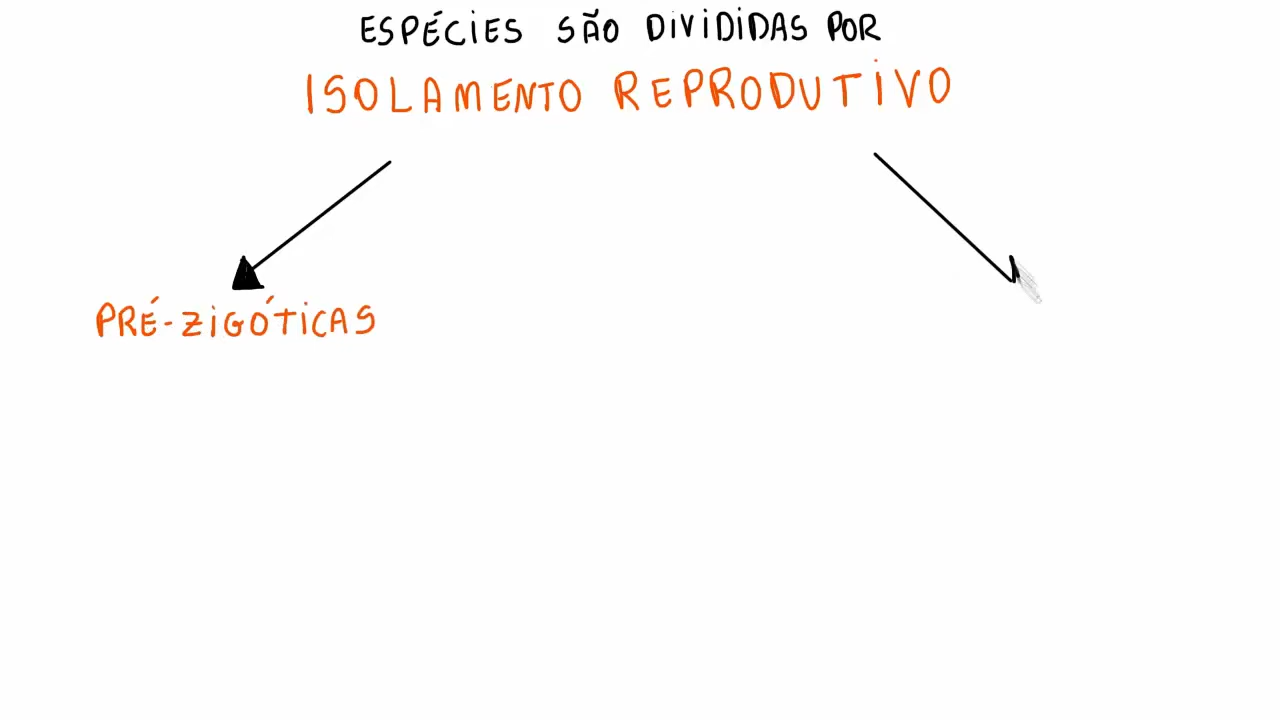 ESPÉCIES SÃO DIVIDIDAS POR
ISOLAMENTO REPRODUTIVO
PRÉ-ZIGÓTICAS